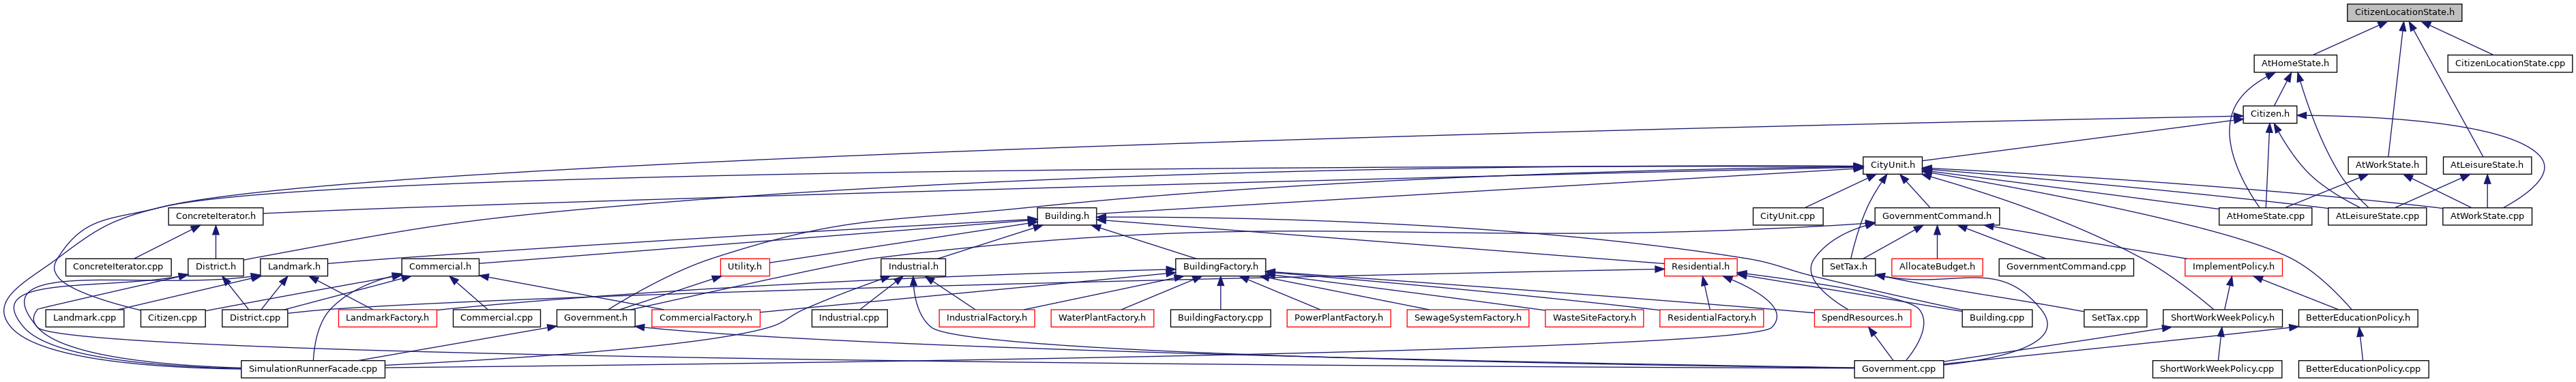 CitizenLocationState.h
AtHomeState.h
CitizenLocationState.cpp
Citizen.h
CityUnit.h
AtWorkState.h
AtLeisureState.h
ConcreteIterator.h
Building.h
CityUnit.cpp
GovernmentCommand.h
AtHomeState.cpp
AtLeisureState.cpp
AtWorkState.cpp
ConcreteIterator.cpp
District.h
Landmark.h
Commercial.h
Utility.h
Industrial.h
BuildingFactory.h
Residential.h
SetTax.h
AllocateBudget.h
GovernmentCommand.cpp
ImplementPolicy.h
Landmark.cpp
Citizen.cpp
District.cpp
LandmarkFactory.h
Commercial.cpp
Government.h
CommercialFactory.h
Industrial.cpp
IndustrialFactory.h
WaterPlantFactory.h
BuildingFactory.cpp
PowerPlantFactory.h
SewageSystemFactory.h
WasteSiteFactory.h
ResidentialFactory.h
SpendResources.h
Building.cpp
SetTax.cpp
ShortWorkWeekPolicy.h
BetterEducationPolicy.h
SimulationRunnerFacade.cpp
Government.cpp
ShortWorkWeekPolicy.cpp
BetterEducationPolicy.cpp